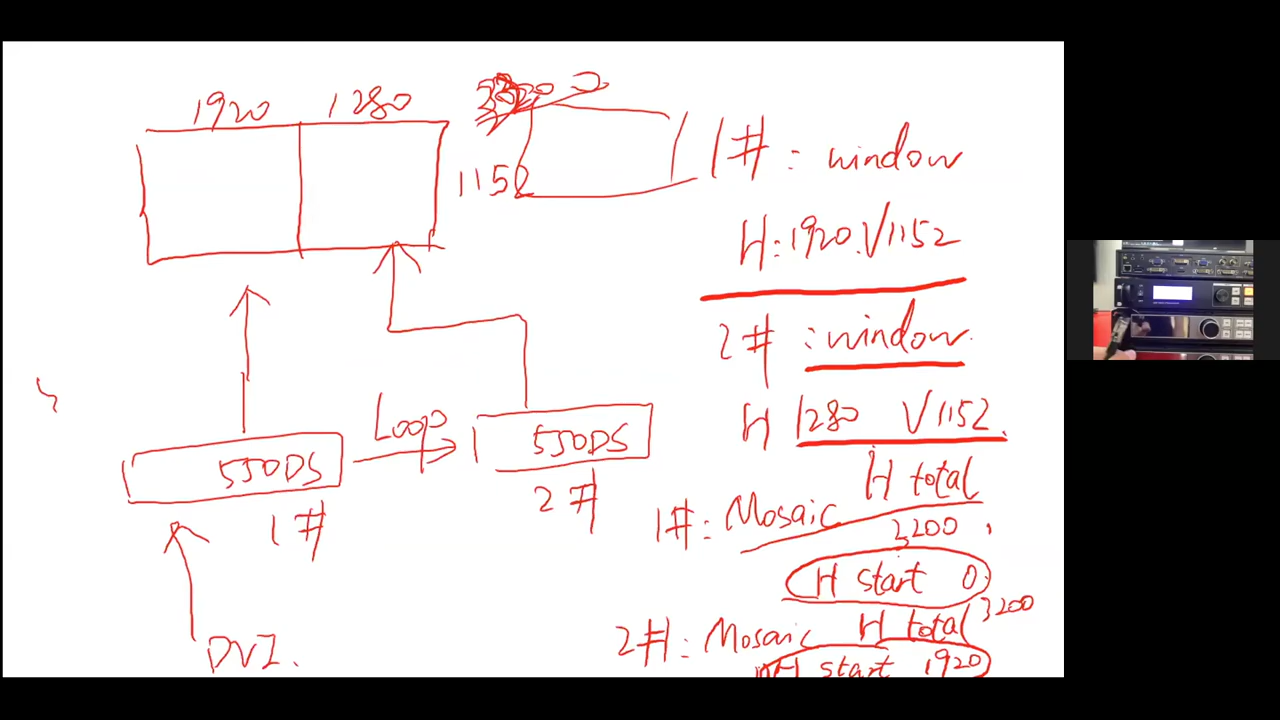 1920 1280
1152
1#: window
H:1920.V1152
2#:window.
H 1280 V1152.
Loop
550DS
550DS
1#
2#
DVI.
1#: Mosaic H total
3200
H start 0.
2#: Mosaic H total 3200
H start 1920